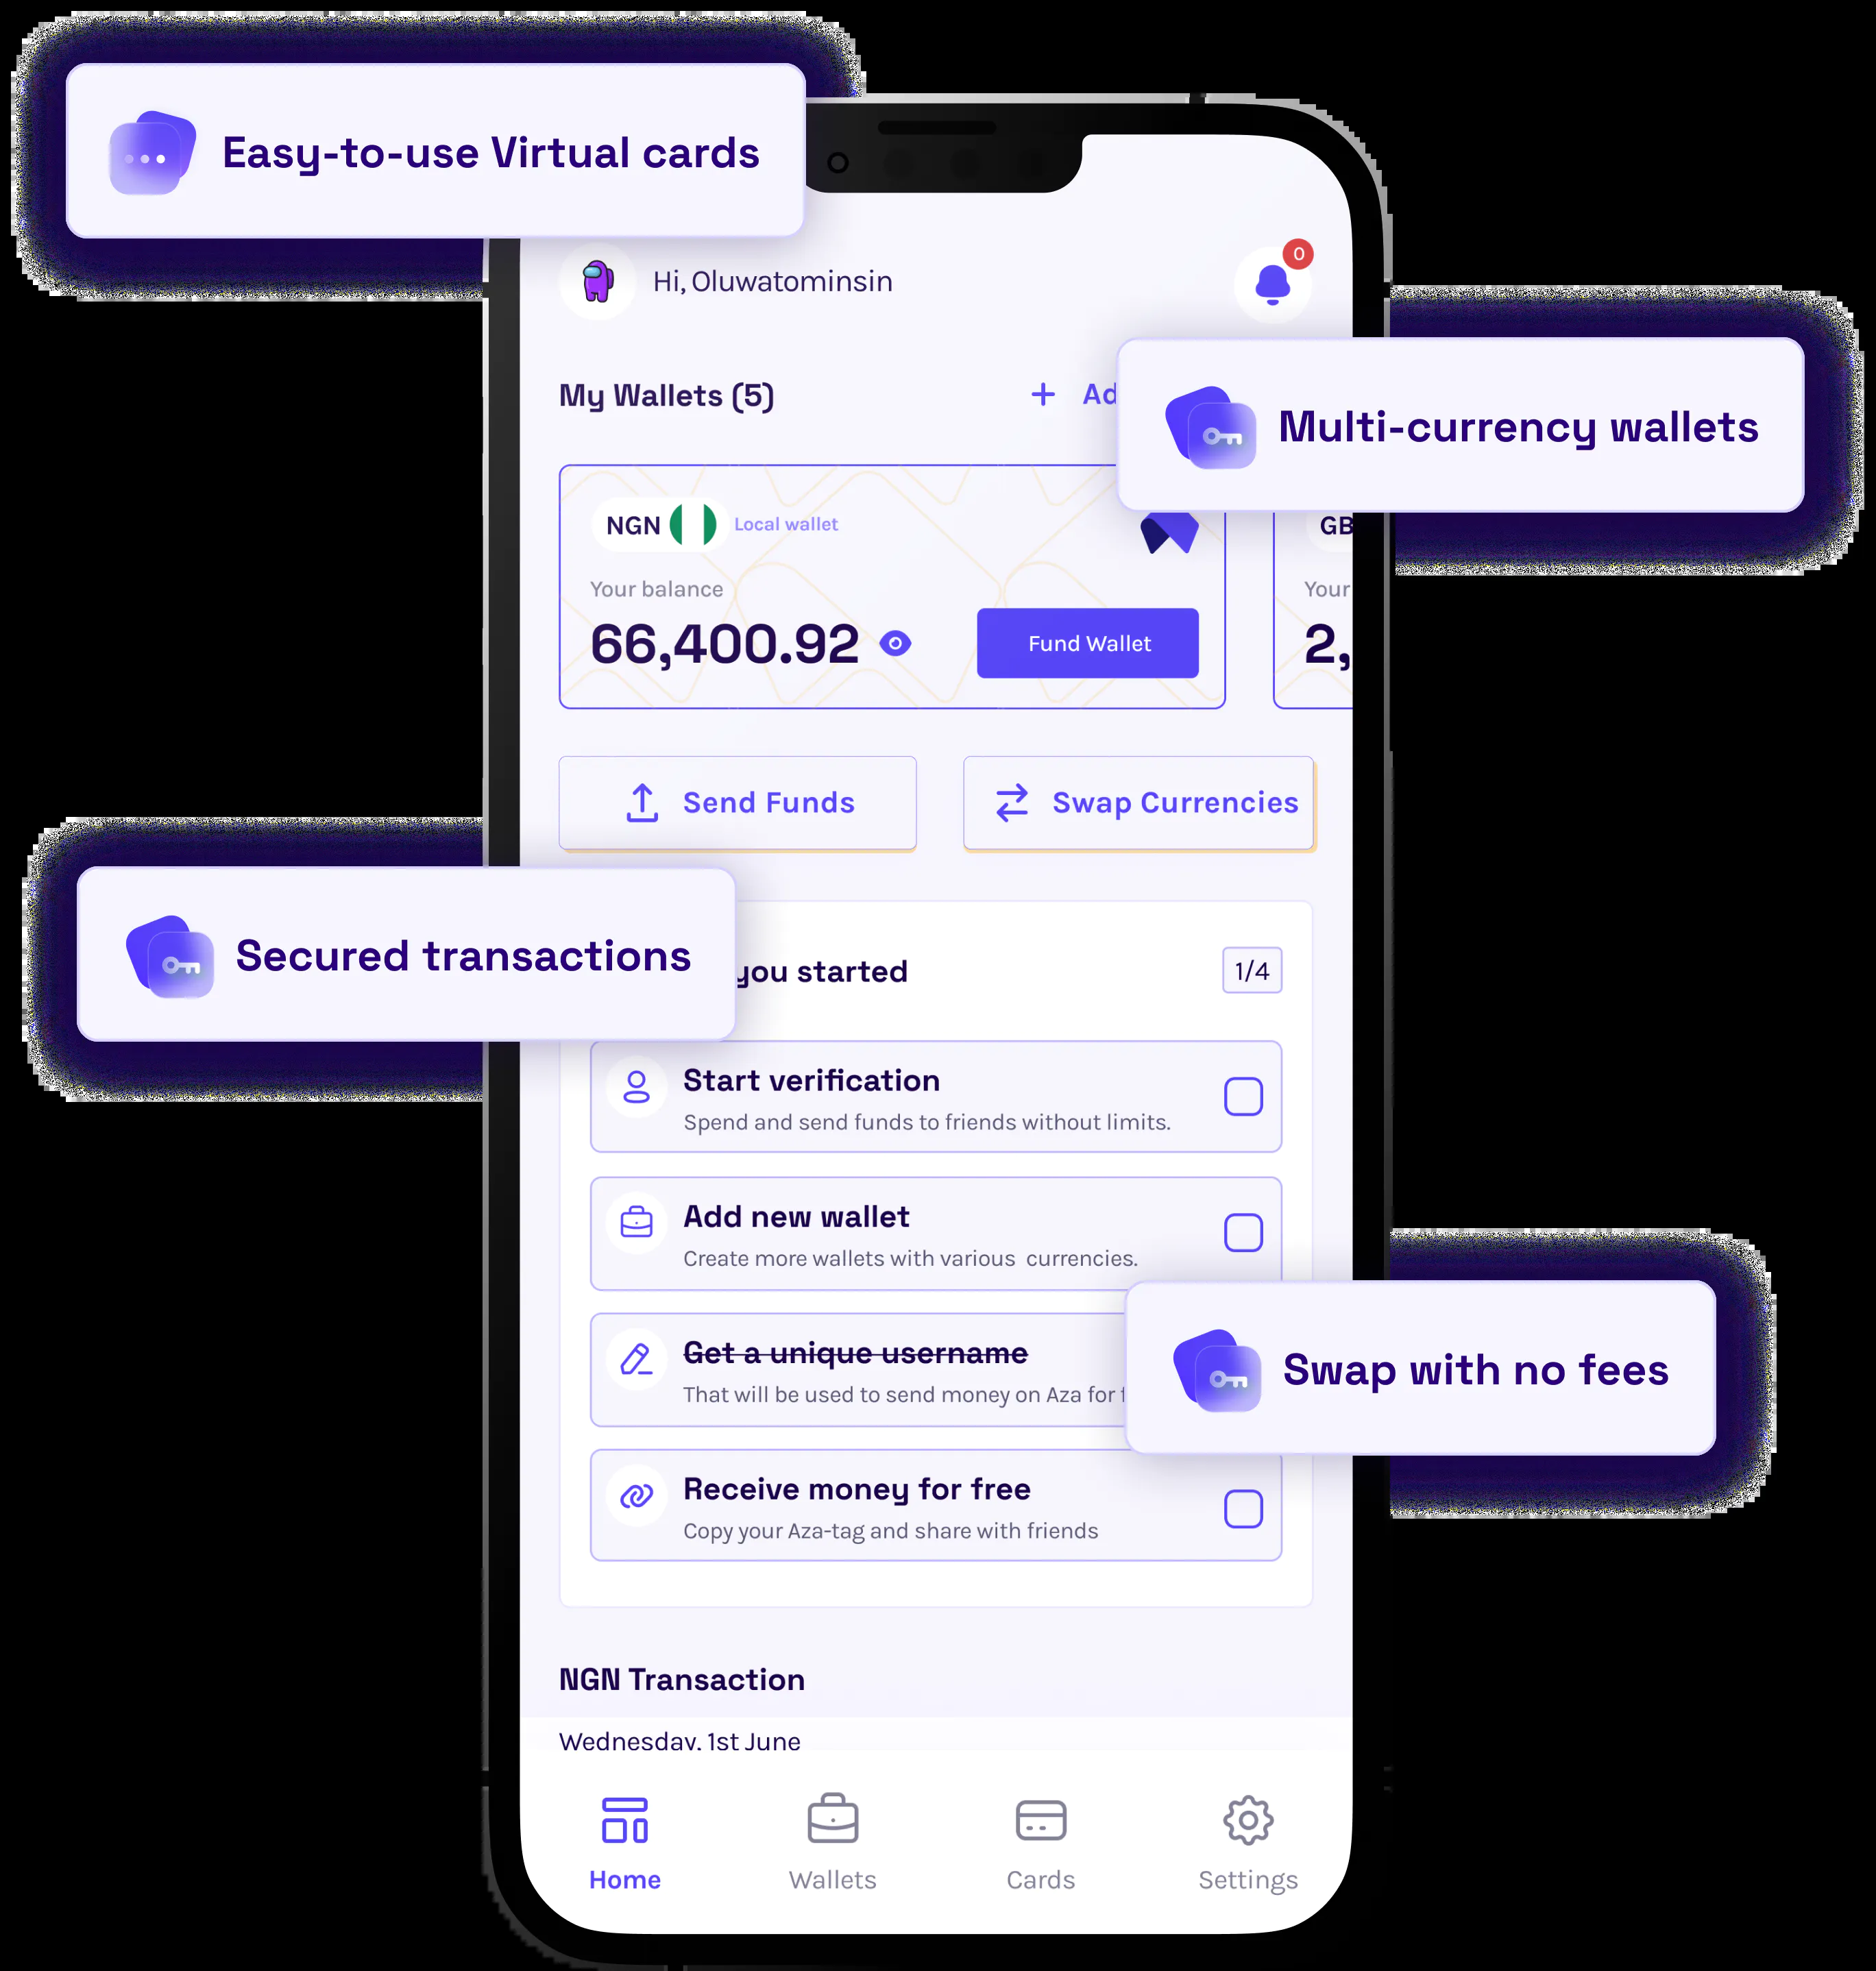 Easy-to-use Virtual cards
Hi, Oluwatominsin
0
My Wallets (5)
+
Multi-currency wallets
NGN
Local wallet
Your balance
66,400.92
Fund Wallet
Your
2,
Send Funds
Swap Currencies
Secured transactions
you started
1/4
Start verification
Spend and send funds to friends without limits.
Add new wallet
Create more wallets with various currencies.
Get a unique username
That will be used to send money on Aza for
Swap with no fees
Receive money for free
Copy your Aza-tag and share with friends
NGN Transaction
Wednesday, 1st June
Home
Wallets
Cards
Settings